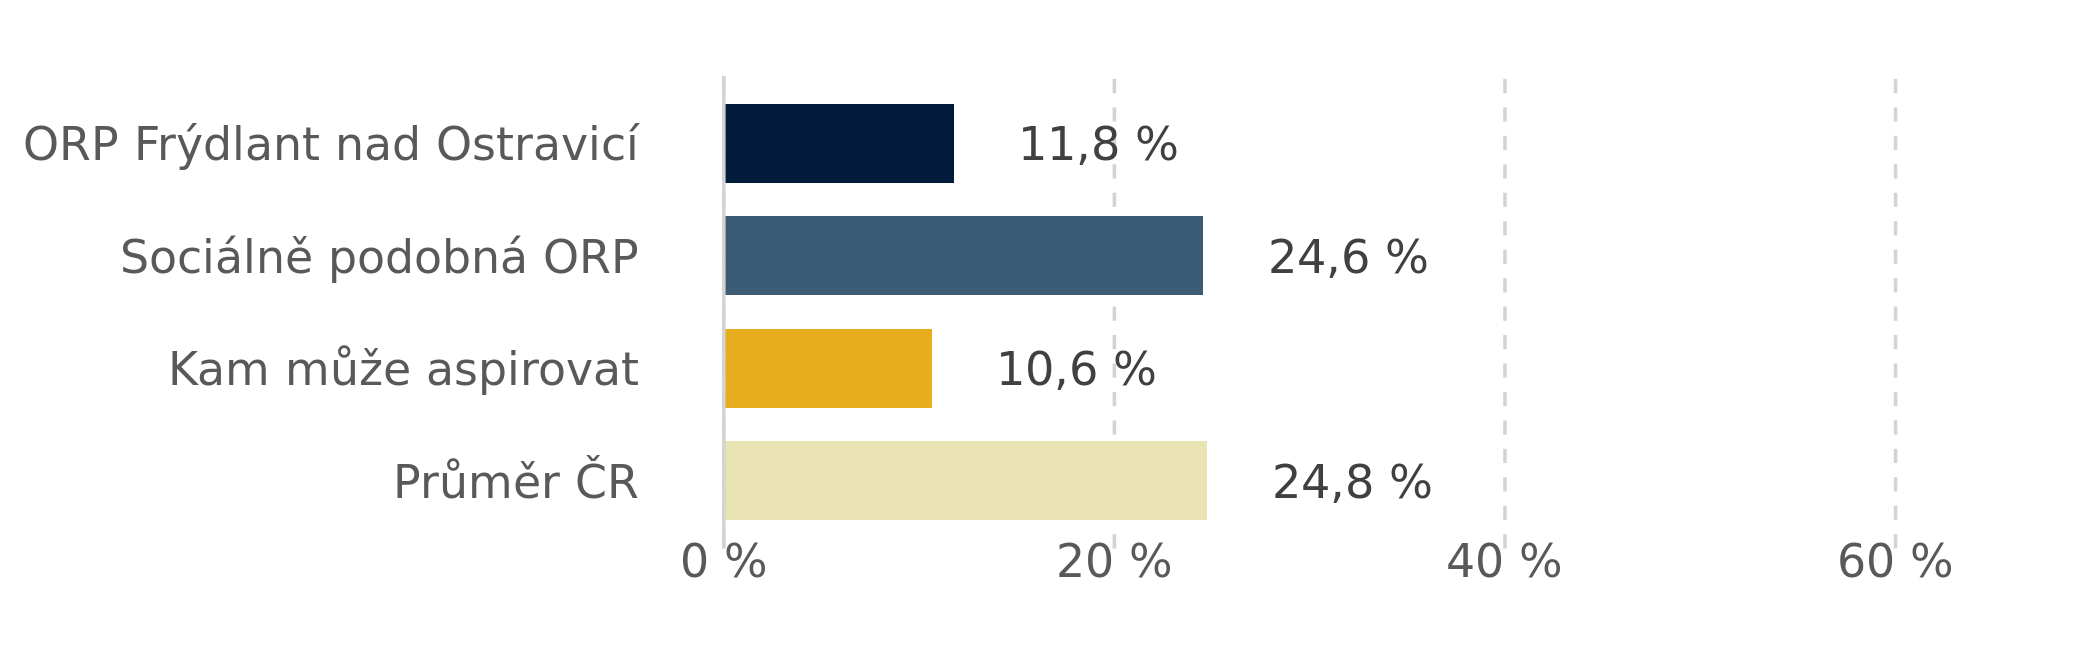 ORP Frýdlant nad Ostravicí 11,8 %
Sociálně podobná ORP 24,6 %
Kam může aspirovat 10,6 %
Průměr ČR 24,8 %
0 % 20 % 40 % 60 %